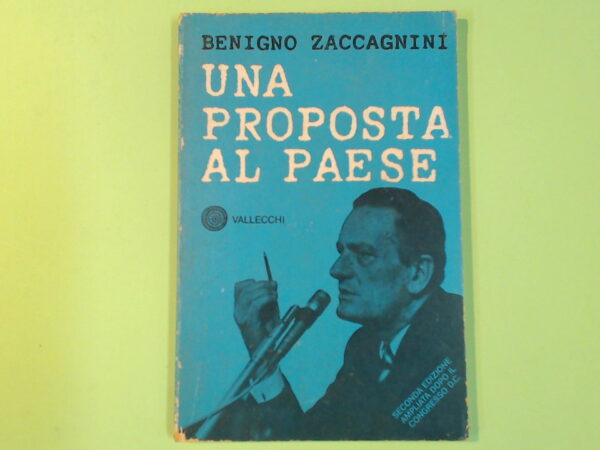 BENIGNO ZACCAGNINI
UNA
PROPOSTA
AL PAESE
VALLECCHI
SECONDA EDIZIONE
AMPLIATA DOPO IL
CONGRESSO D.C.